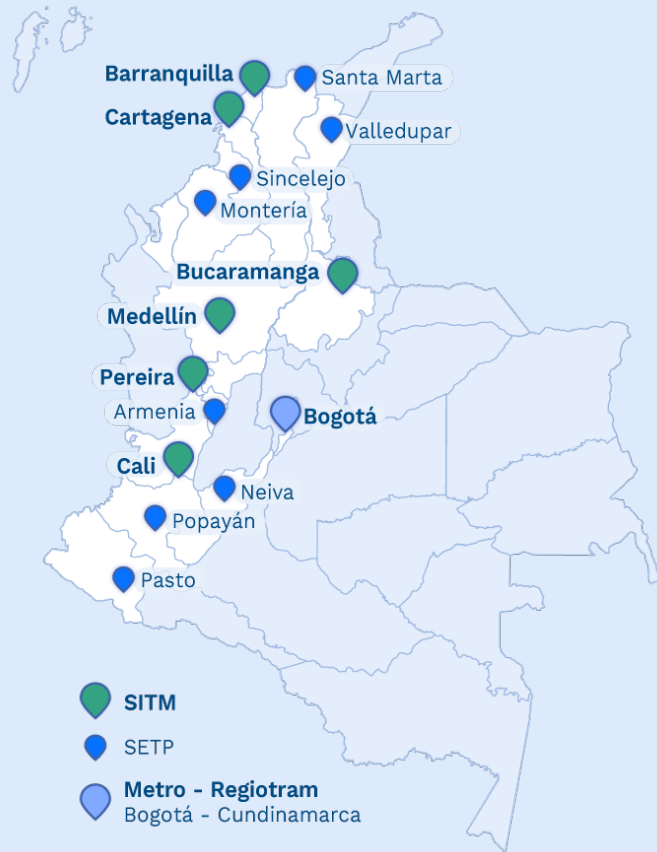 Barranquilla
Santa Marta
Cartagena
Valledupar
Sincelejo
Montería
Bucaramanga
Medellín
Pereira
Armenia
Bogotá
Cali
Neiva
Popayán
Pasto
SITM
SETP
Metro - Regiotram
Bogotá - Cundinamarca